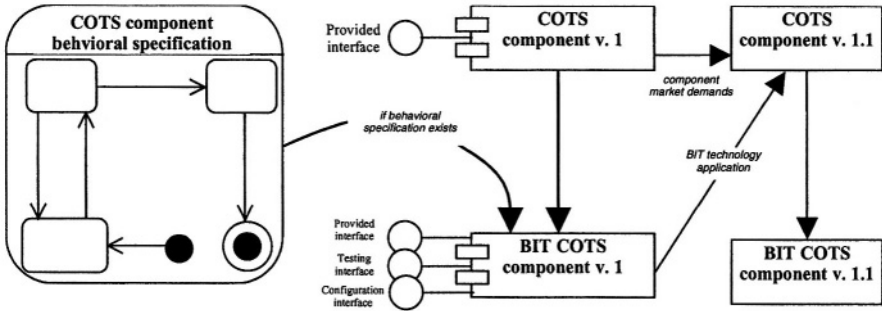 COTS component
behvioral specification
Provided
interface
COTS
component v. 1
COTS
component v. 1.1
component
market demands
if behavioral
specification exists
BIT technology
application
Provided
interface
Testing
interface
Configuration
interface
BIT COTS
component v. 1
BIT COTS
component v. 1.1